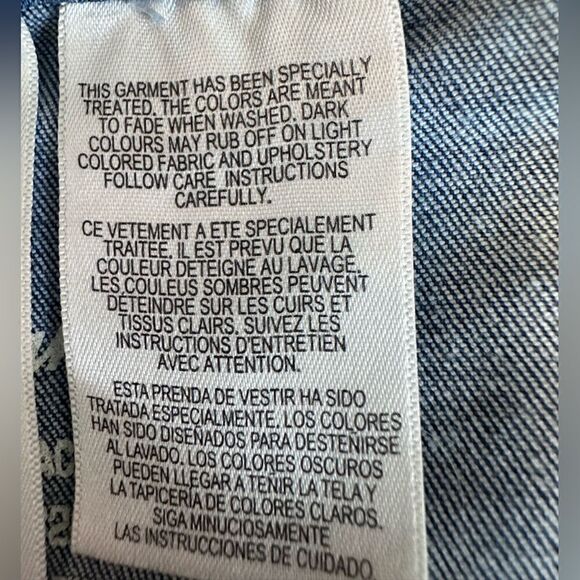 THIS GARMENT HAS BEEN SPECIALLY
TREATED. THE COLORS ARE MEANT
TO FADE WHEN WASHED. DARK
COLOURS MAY RUB OFF ON LIGHT
COLORED FABRIC AND UPHOLSTERY
FOLLOW CARE INSTRUCTIONS
CAREFULLY.
CE VETEMENT A ETE SPECIALEMENT
TRAITEE. IL EST PREVU QUE LA
COULEUR DETEIGNE AU LAVAGE.
LES COULEUS SOMBRES PEUVENT
DETEINDRE SUR LES CUIRS ET
TISSUS CLAIRS. SUIVEZ LES
INSTRUCTIONS D'ENTRETIEN
AVEC ATTENTION.
ESTA PRENDA DE VESTIR HA SIDO
TRATADA ESPECIALMENTE. LOS COLORES
HAN SIDO DISEÑADOS PARA DESTENIRSE
AL LAVADO. LOS COLORES OSCUROS
PUEDEN LLEGAR A TENIR LA TELA Y
LA TAPICERÍA DE COLORES CLAROS.
SIGA MINUCIOSAMENTE
LAS INSTRUCCIONES DE CUIDADO